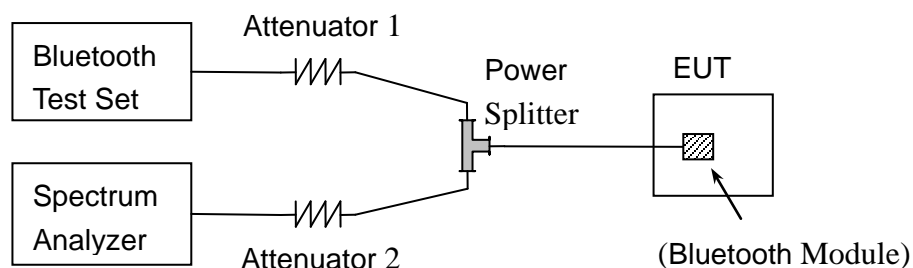 Bluetooth
Test Set
Attenuator 1
Power
Splitter
EUT
Spectrum
Analyzer
Attenuator 2
(Bluetooth Module)